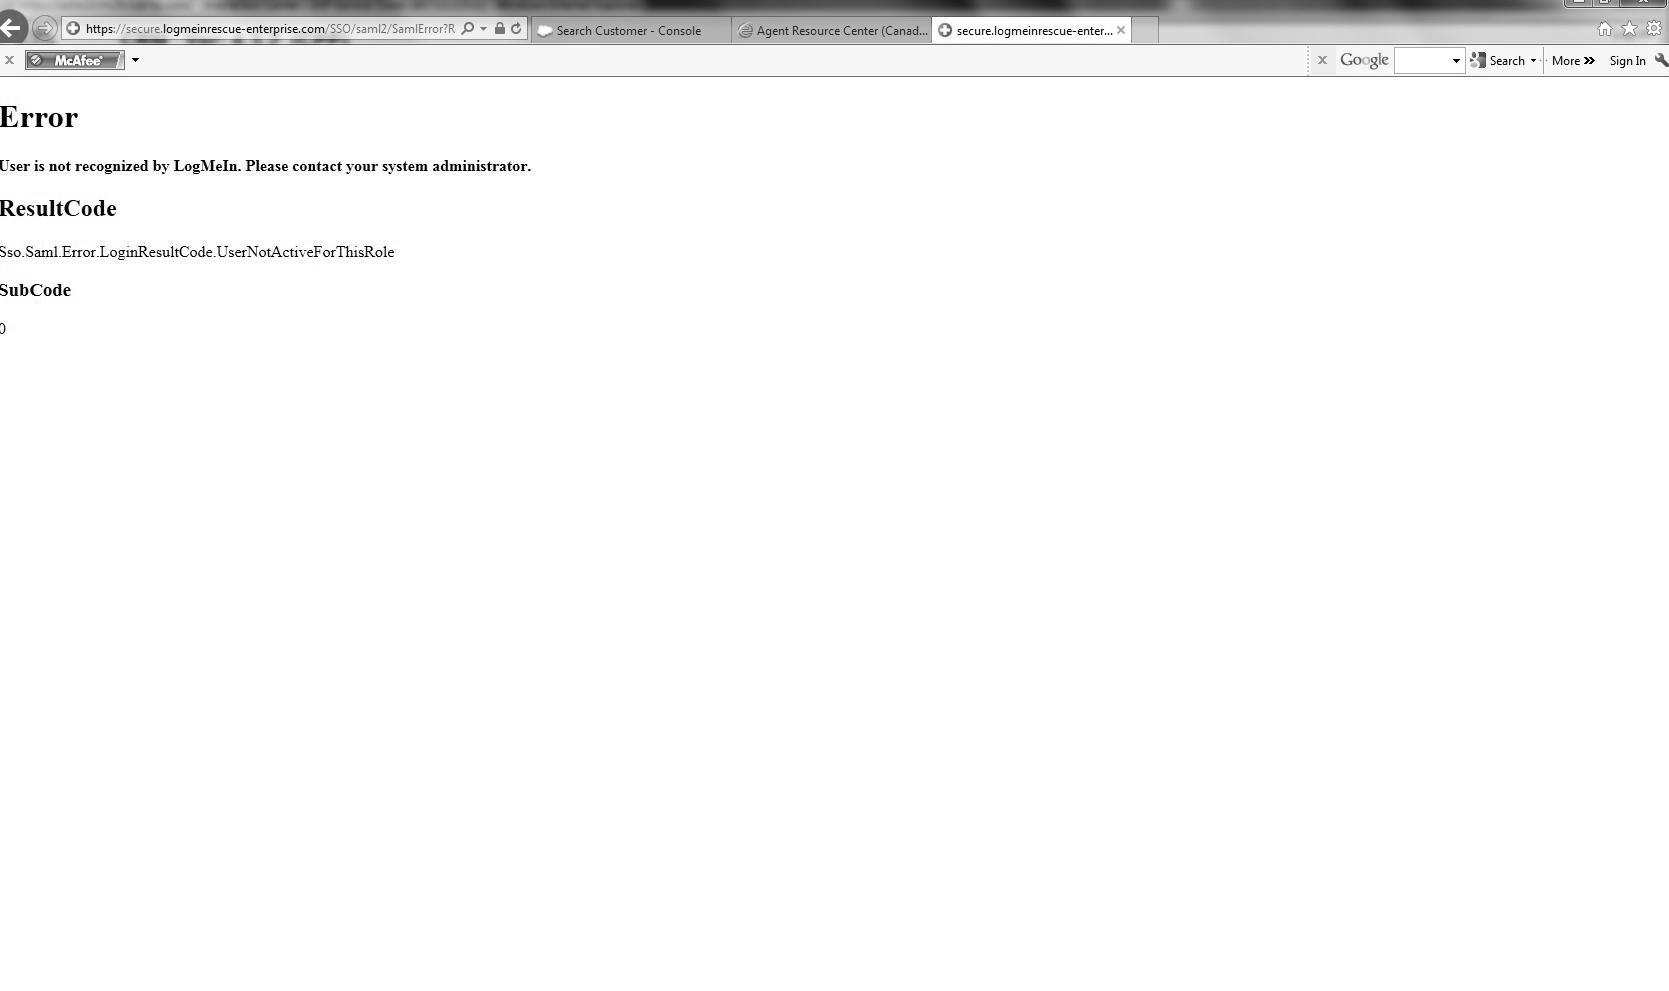 https://secure.logmeinrescue-enterprise.com/SSO/saml2/SamlError?R
Search Customer - Console
Agent Resource Center (Canad...
secure.logmeinrescue-enter...
McAfee
Google
Search
More
Sign In
Error
User is not recognized by LogMeIn. Please contact your system administrator.
ResultCode
Sso.Saml.Error.LoginResultCode.UserNotActiveForThisRole
SubCode
0